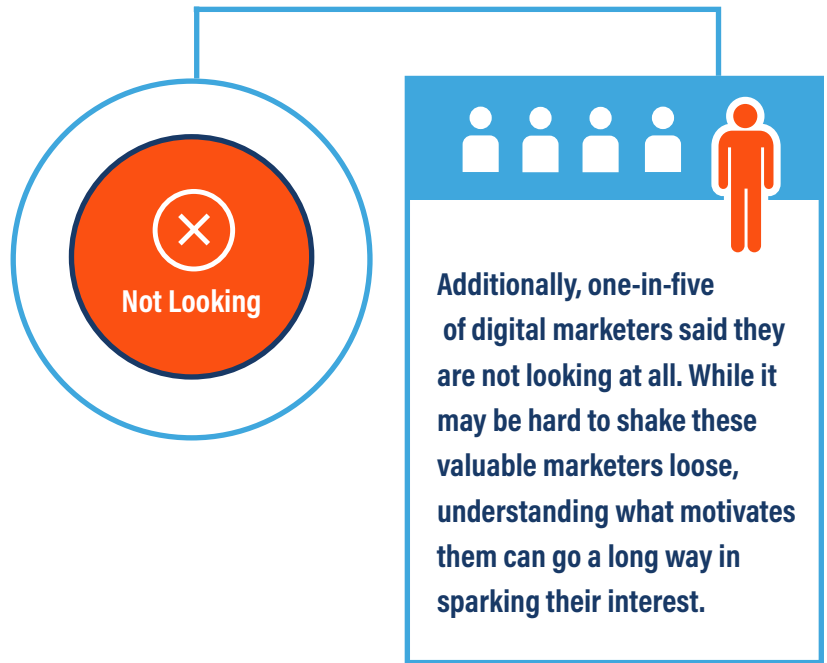 Not Looking
Additionally, one-in-five
of digital marketers said they
are not looking at all. While it
may be hard to shake these
valuable marketers loose,
understanding what motivates
them can go a long way in
sparking their interest.